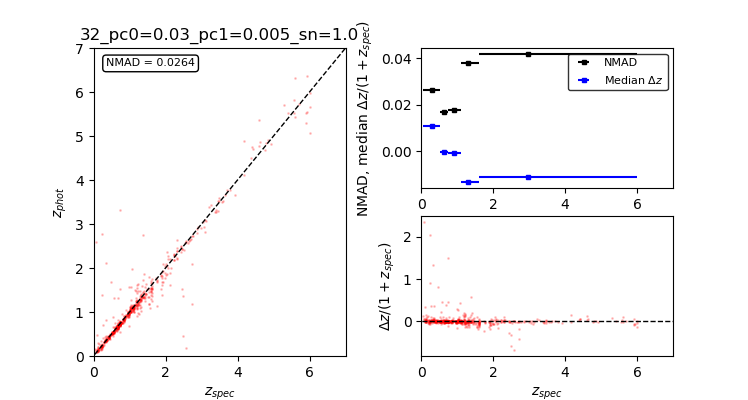 32_pc0=0.03_pc1=0.005_sn=1.0
NMAD = 0.0264
7
6
5
4
3
2
1
0
0 2 4 6
z_spec
z_phot
NMAD, median Δz/(1 + z_spec)
0.04
0.02
0.00
NMAD
Median Δz
0 2 4 6
Δz/(1 + z_spec)
2
1
0
0 2 4 6
z_spec